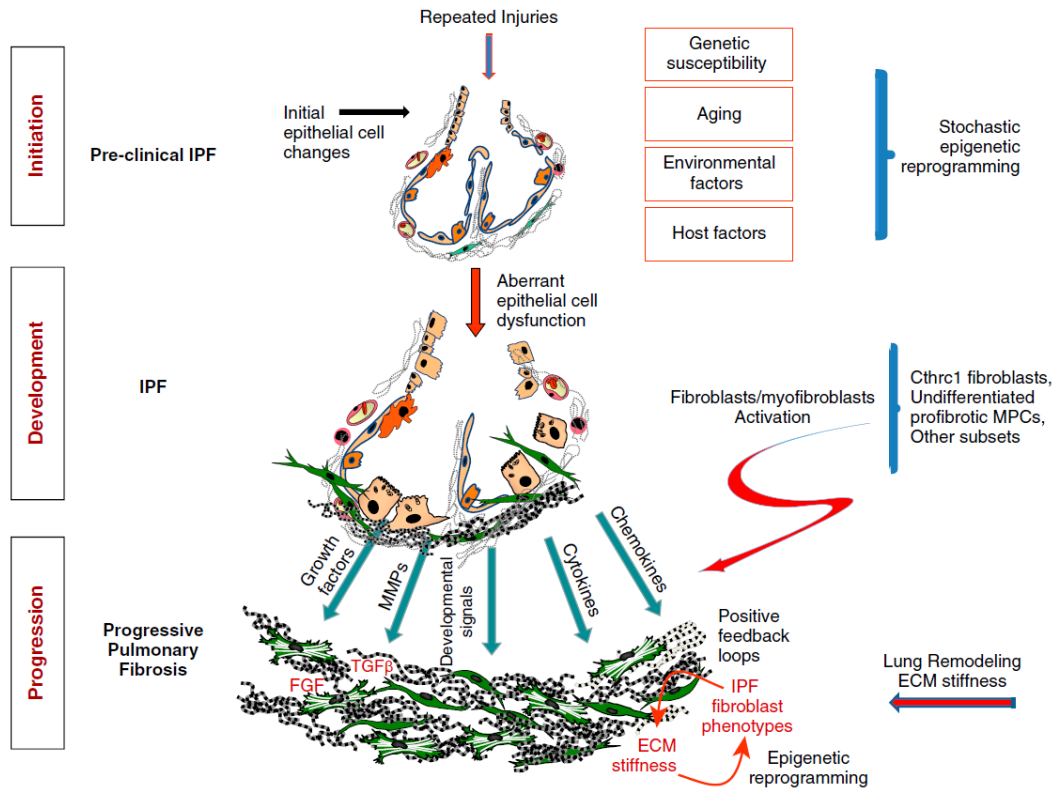 Repeated Injuries
Initiation
Pre-clinical IPF
Initial
epithelial cell
changes
Genetic
susceptibility
Aging
Environmental
factors
Host factors
Stochastic
epigenetic
reprogramming
Aberrant
epithelial cell
dysfunction
Development
IPF
Fibroblasts/myofibroblasts
Activation
Cthrc1 fibroblasts,
Undifferentiated
profibrotic MPCs,
Other subsets
Growth
factors
MMPs
Developmental
signals
Cytokines
Chemokines
Progression
Progressive
Pulmonary
Fibrosis
FGF
TGFβ
Positive
feedback
loops
IPF
fibroblast
phenotypes
ECM
stiffness
Epigenetic
reprogramming
Lung Remodeling
ECM stiffness